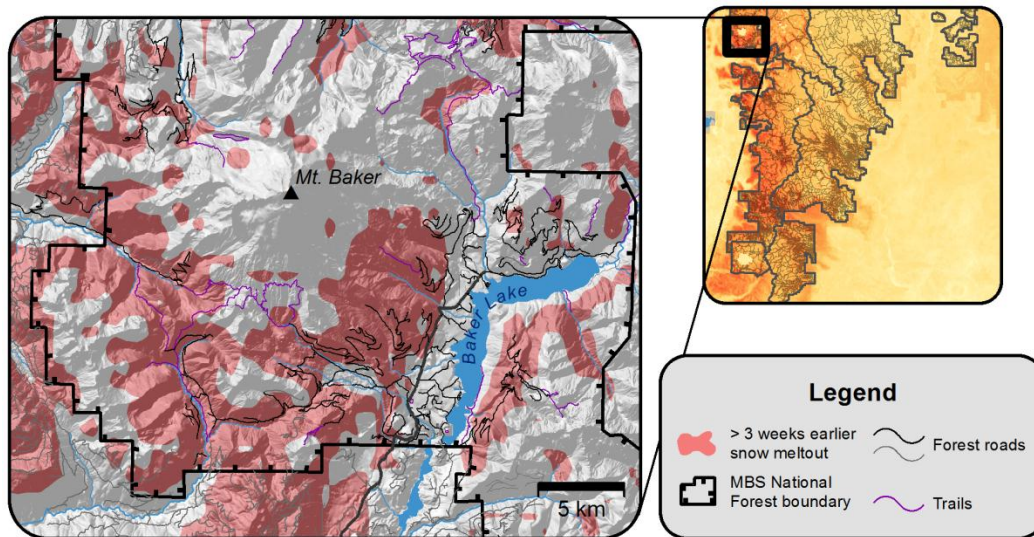 Mt. Baker
Baker Lake
5 km
Legend
> 3 weeks earlier
snow meltout
Forest roads
MBS National
Forest boundary
Trails